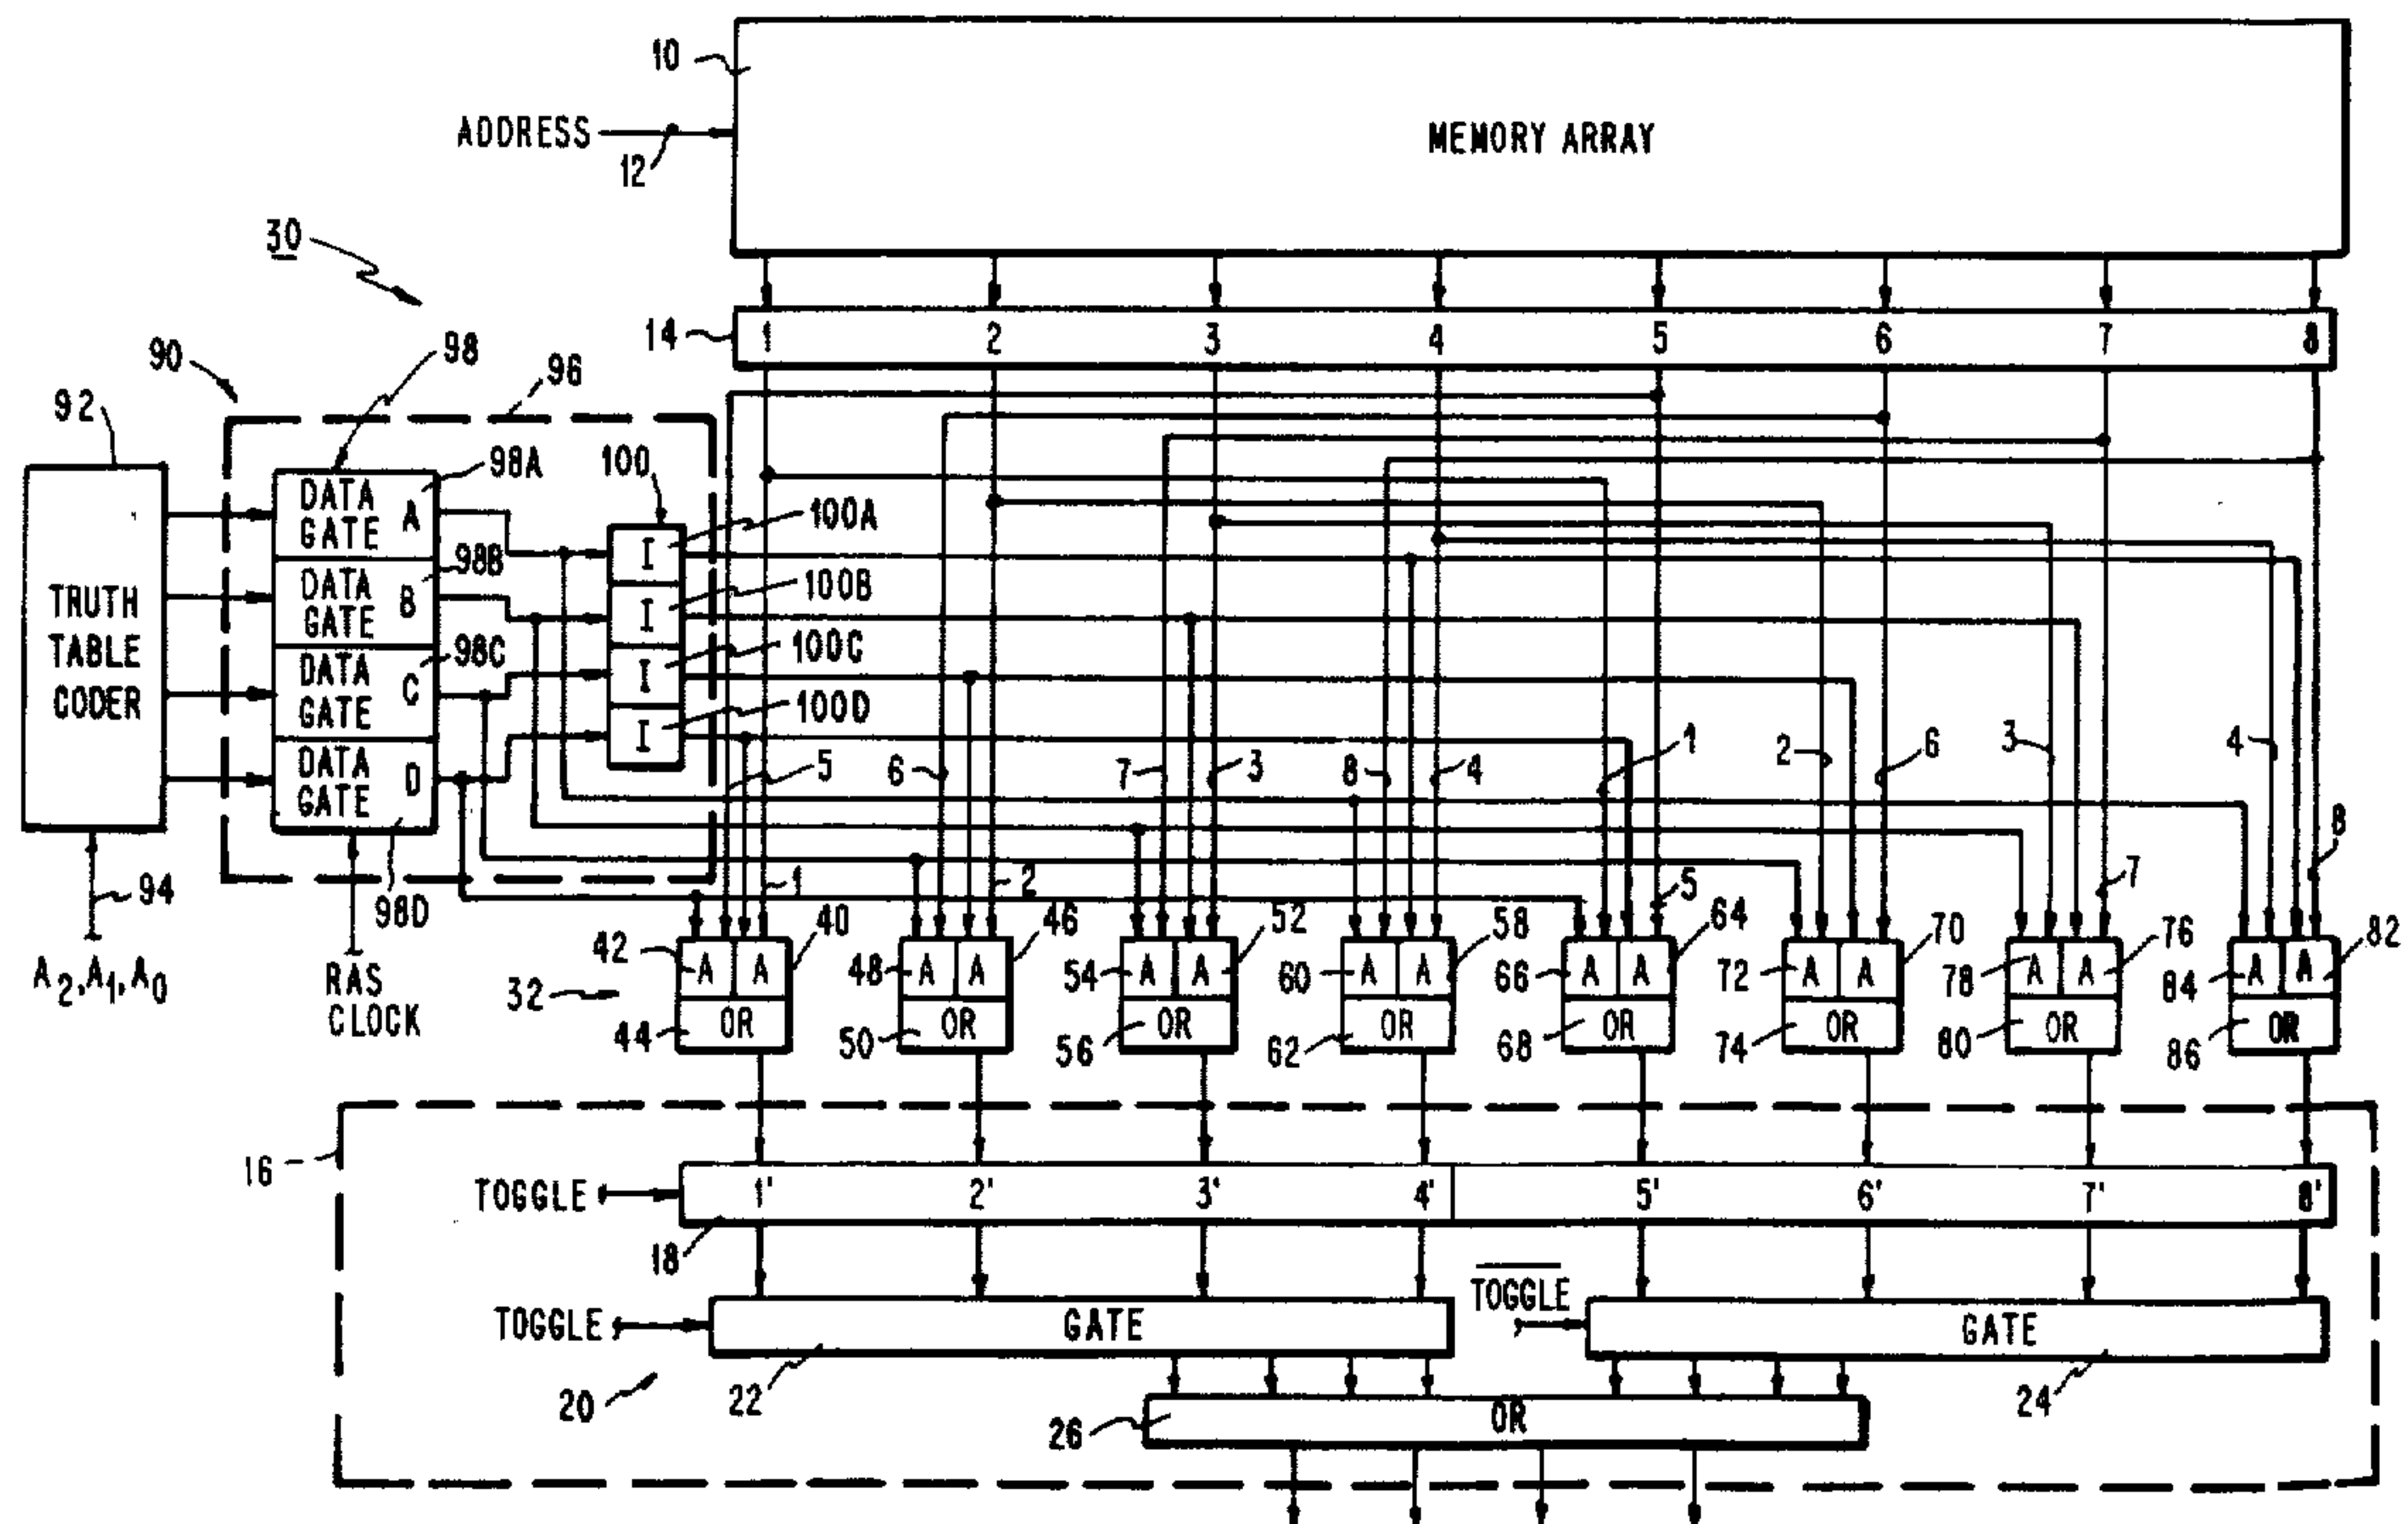 10
MEMORY ARRAY
ADDRESS
12
30
14
1 2 3 4 5 6 7 8
90
98
96
92
98A
100
DATA GATE A
100A
I
98B
DATA GATE B
100B
I
TRUTH TABLE CODER
98C
DATA GATE C
100C
I
DATA GATE D
100D
I
5 6 7 3 8 4 1 2 6 3 4
8
94
98D
1 2 5 7
A2, A1, A0
RAS CLOCK
32
42 A A 40
48 A A 46
54 A A 52
60 A A 58
66 A A 64
72 A A 70
78 A A 76
84 A A 82
44 OR
50 OR
56 OR
62 OR
68 OR
74 OR
80 OR
86 OR
16
TOGGLE
1' 2' 3' 4' 5' 6' 7' 8'
18
TOGGLE
GATE
TOGGLE
GATE
20
22
24
26
OR